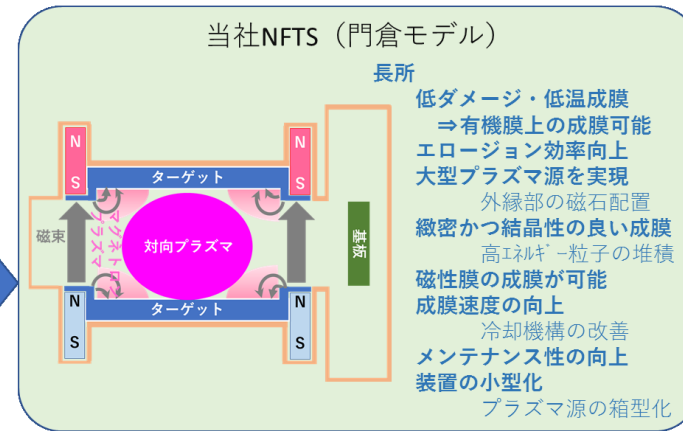 当社NFTS（門倉モデル）
長所
低ダメージ・低温成膜
⇒有機膜上の成膜可能
エロージョン効率向上
大型プラズマ源を実現
外縁部の磁石配置
緻密かつ結晶性の良い成膜
高ｴﾈﾙｷﾞｰ粒子の堆積
磁性膜の成膜が可能
成膜速度の向上
冷却機構の改善
メンテナンス性の向上
装置の小型化
プラズマ源の箱型化
N
S
N
S
ターゲット
磁束
マグネトロン
プラズマ
対向プラズマ
基板
ターゲット
N
S
N
S